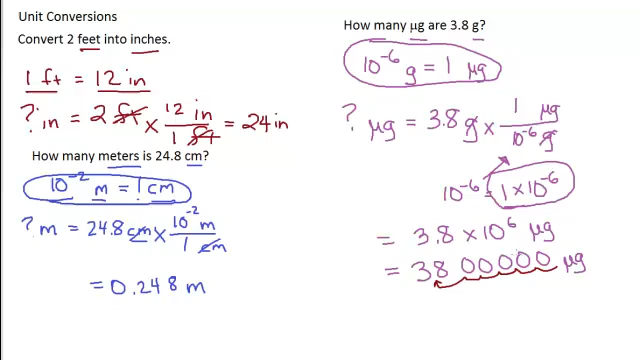 Unit Conversions
Convert 2 feet into inches.
1 ft = 12 in
? in = 2 ft × 12 in / 1 ft = 24 in
How many meters is 24.8 cm?
10⁻² m = 1 cm
? m = 24.8 cm × 10⁻² m / 1 cm
= 0.248 m
How many µg are 3.8 g?
10⁻⁶ g = 1 µg
? µg = 3.8 g × 1 µg / 10⁻⁶ g
10⁻⁶ = 1 × 10⁻⁶
= 3.8 × 10⁶ µg
= 3800000 µg